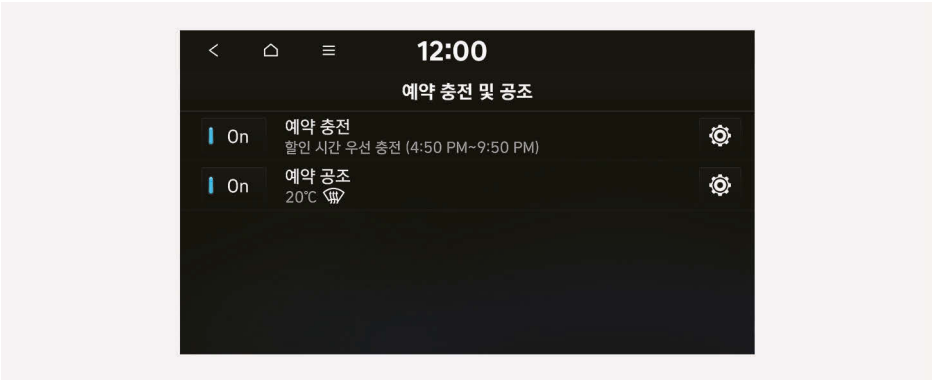 12:00
예약 충전 및 공조
On
예약 충전
할인 시간 우선 충전 (4:50 PM~9:50 PM)
On
예약 공조
20℃